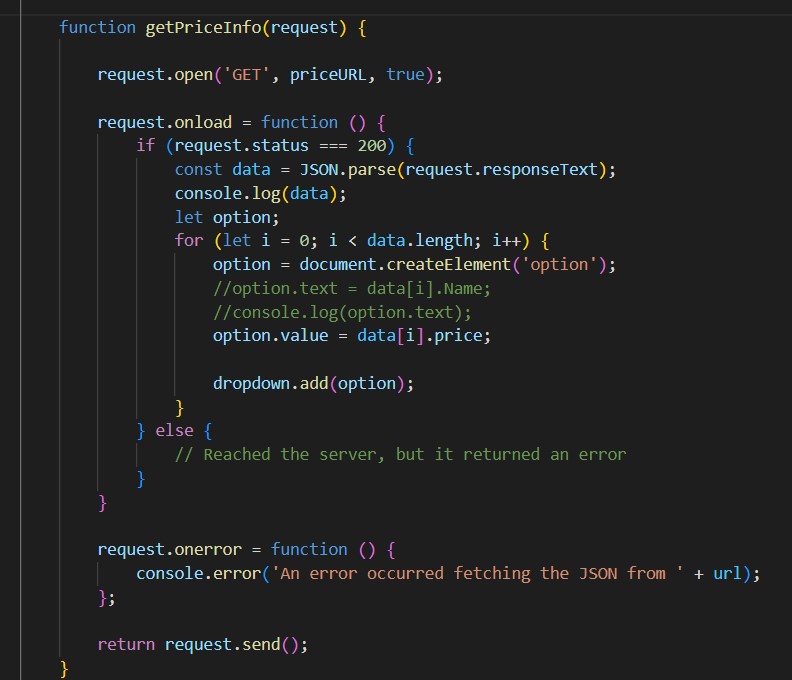 function getPriceInfo(request) {
request.open('GET', priceURL, true);
request.onload = function () {
if (request.status === 200) {
const data = JSON.parse(request.responseText);
console.log(data);
let option;
for (let i = 0; i < data.length; i++) {
option = document.createElement('option');
//option.text = data[i].Name;
//console.log(option.text);
option.value = data[i].price;
dropdown.add(option);
}
} else {
// Reached the server, but it returned an error
}
}
request.onerror = function () {
console.error('An error occurred fetching the JSON from ' + url);
};
return request.send();
}